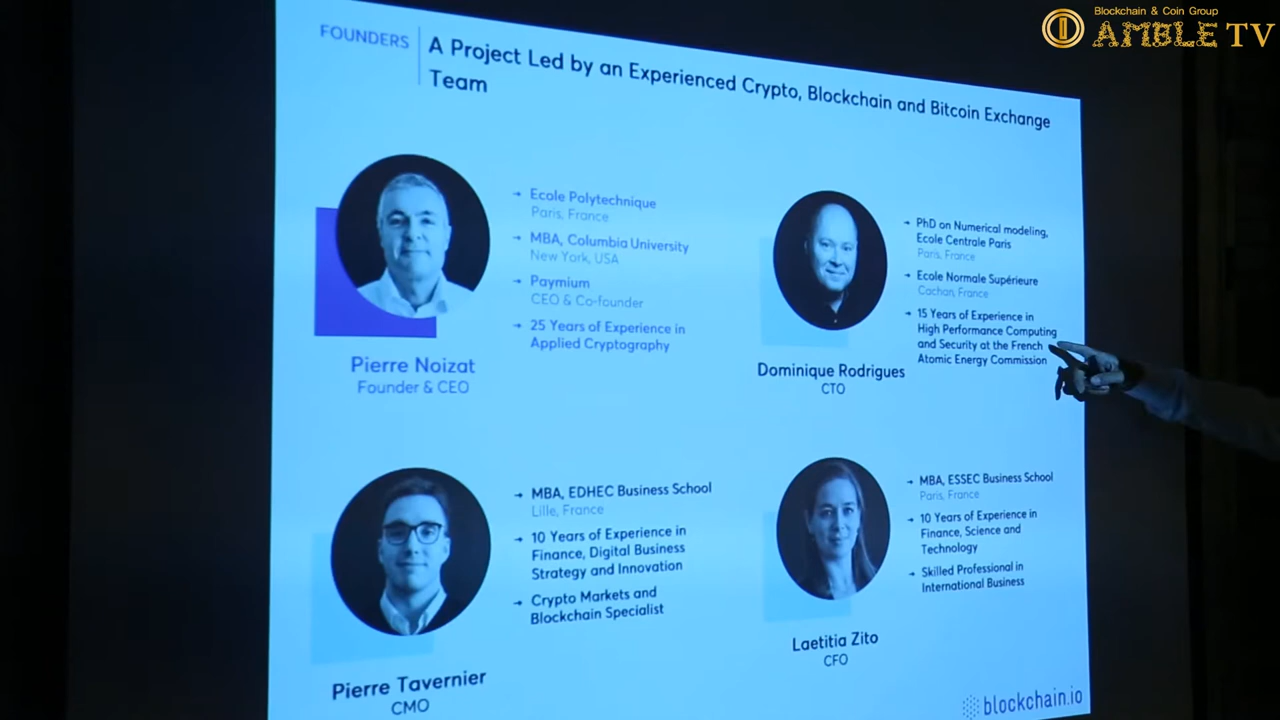 Blockchain & Coin Group
AMBLE TV
FOUNDERS
A Project Led by an Experienced Crypto, Blockchain and Bitcoin Exchange
Team
→ Ecole Polytechnique
Paris, France
→ MBA, Columbia University
New York, USA
→ Paymium
CEO & Co-founder
→ 25 Years of Experience in
Applied Cryptography
Pierre Noizat
Founder & CEO
→ PhD on Numerical modeling,
Ecole Centrale Paris
Paris, France
→ Ecole Normale Supérieure
Cachan, France
→ 15 Years of Experience in
High Performance Computing
and Security at the French
Atomic Energy Commission
Dominique Rodrigues
CTO
→ MBA, EDHEC Business School
Lille, France
→ 10 Years of Experience in
Finance, Digital Business
Strategy and Innovation
→ Crypto Markets and
Blockchain Specialist
Pierre Tavernier
CMO
→ MBA, ESSEC Business School
Paris, France
→ 10 Years of Experience in
Finance, Science and
Technology
→ Skilled Professional in
International Business
Laetitia Zito
CFO
blockchain.io